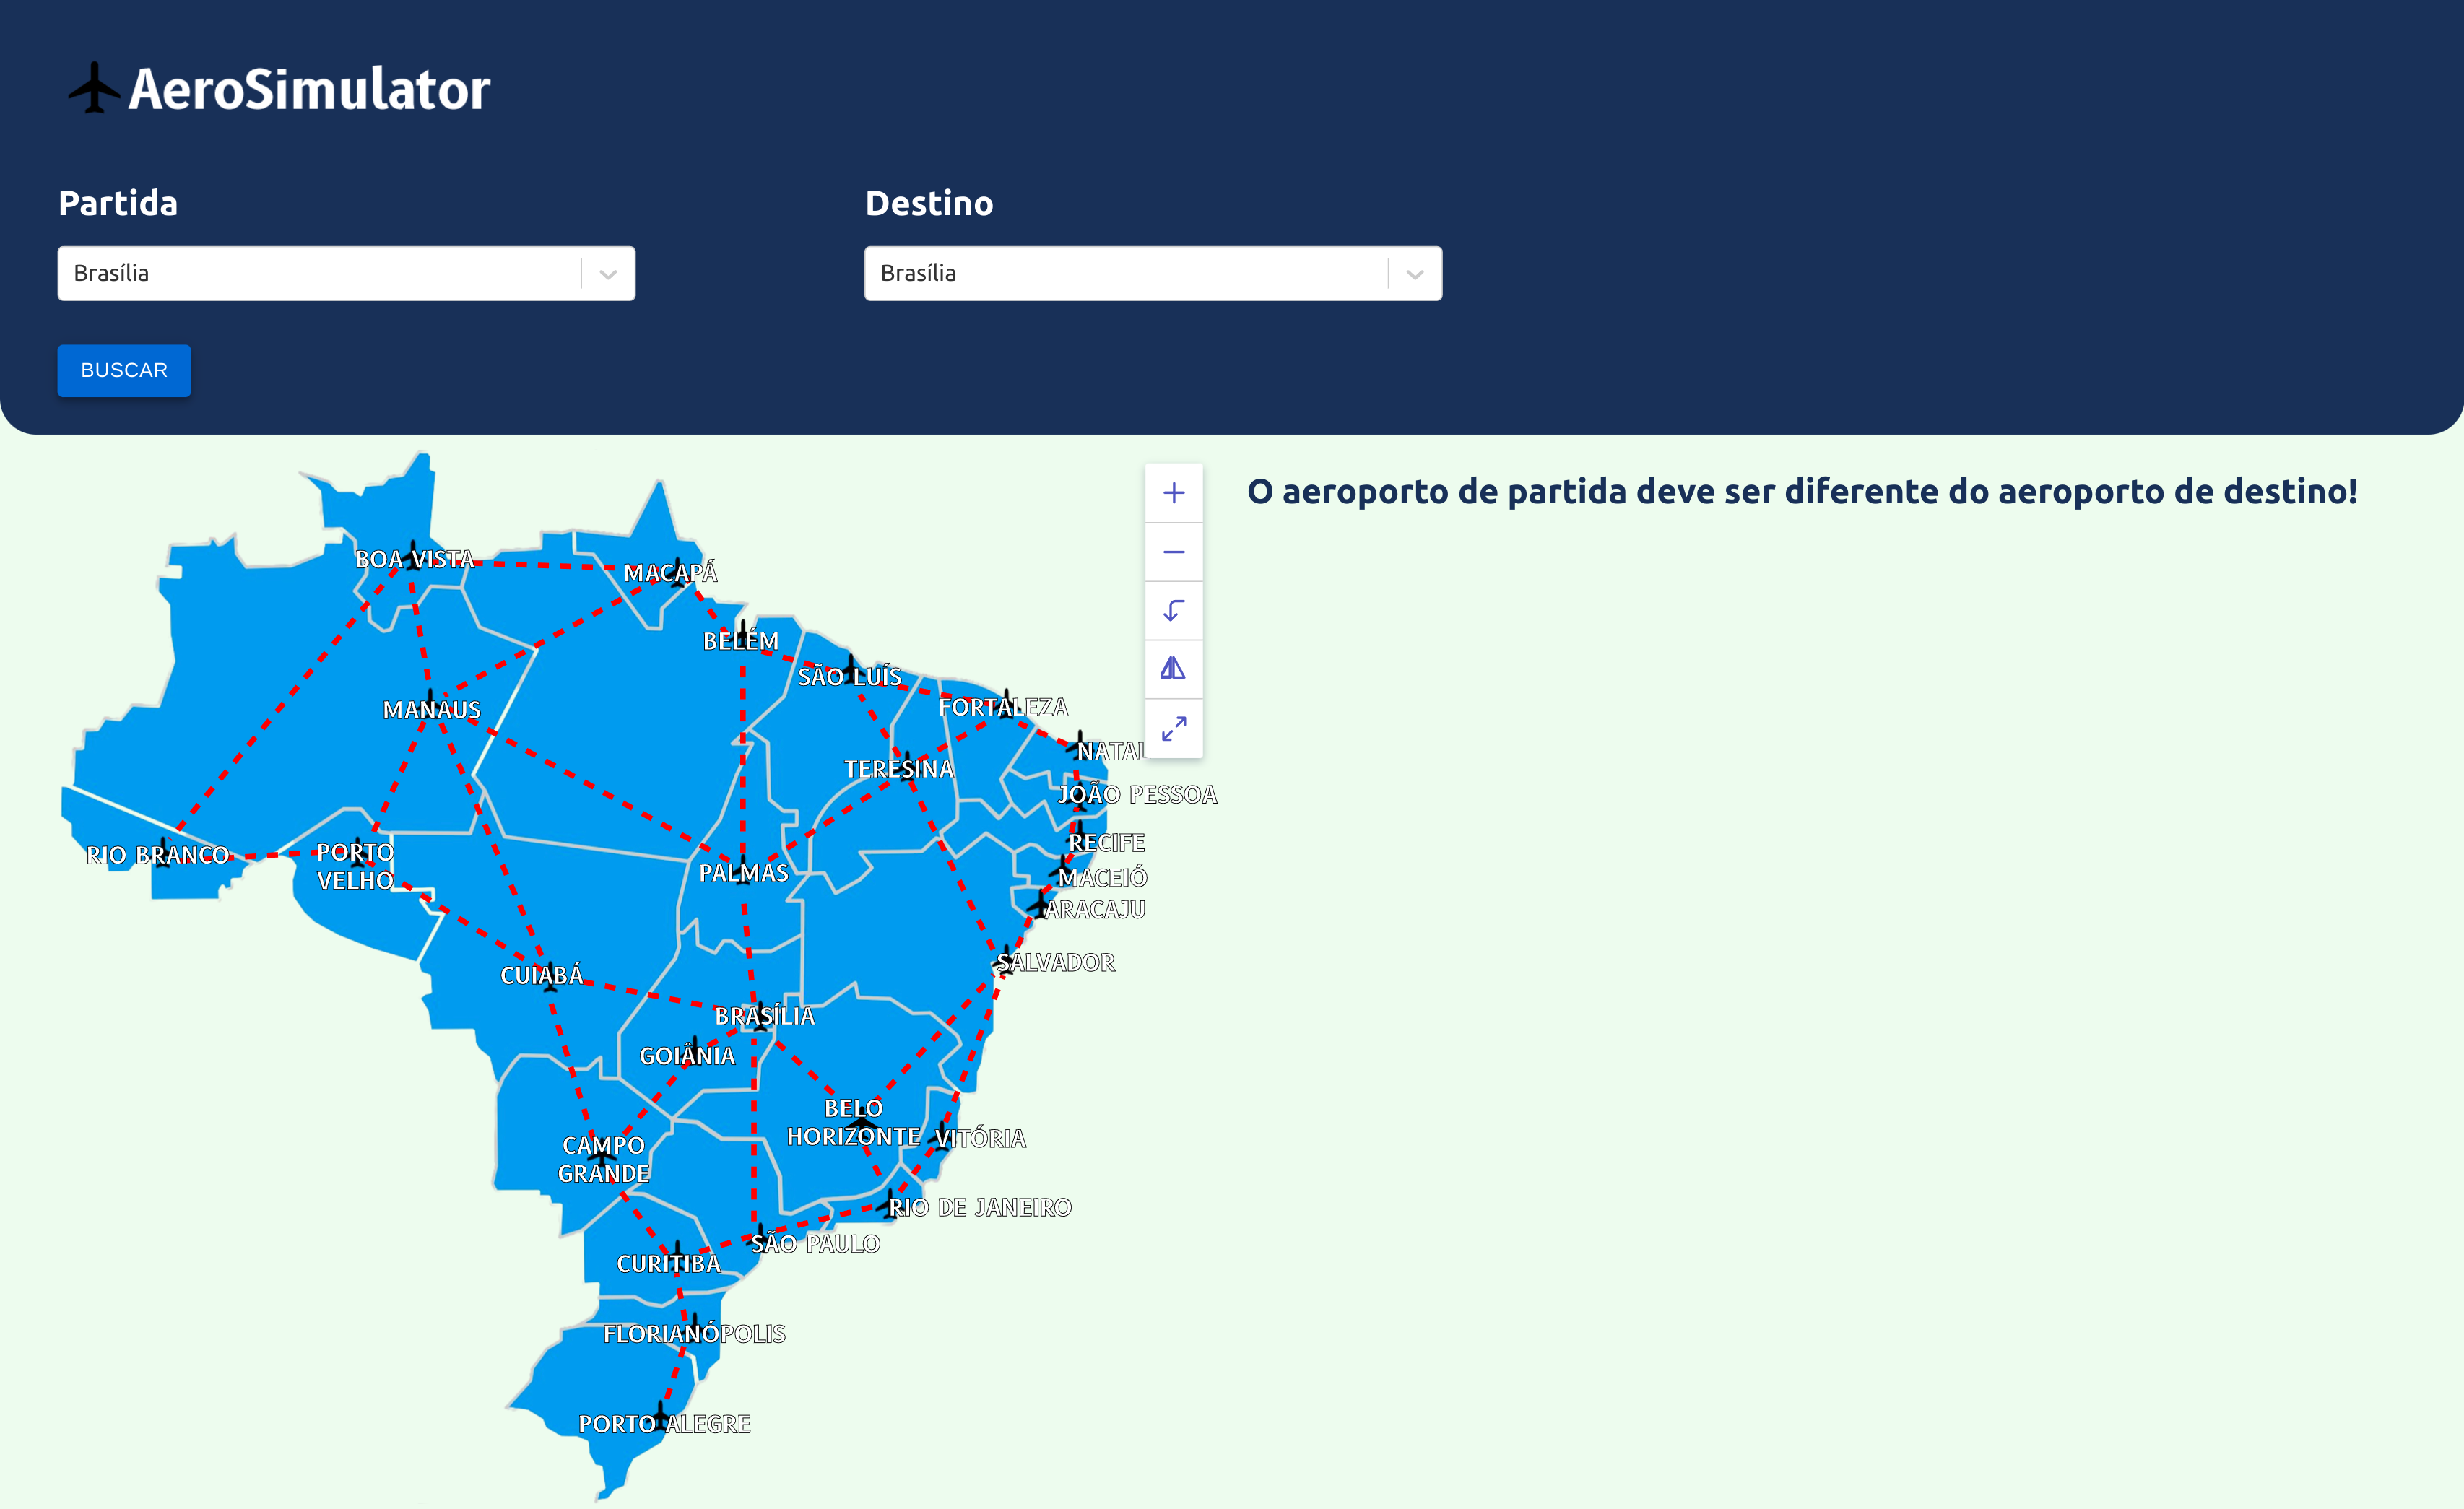 AeroSimulator
Partida
Destino
Brasília
Brasília
BUSCAR
O aeroporto de partida deve ser diferente do aeroporto de destino!
BOA VISTA
MACAPÁ
BELÉM
SÃO LUÍS
FORTALEZA
MANAUS
NATAL
TERESINA
JOÃO PESSOA
RECIFE
RIO BRANCO
PORTO
VELHO
PALMAS
MACEIÓ
ARACAJU
SALVADOR
CUIABÁ
BRASÍLIA
GOIÂNIA
BELO
HORIZONTE
VITÓRIA
CAMPO
GRANDE
RIO DE JANEIRO
SÃO PAULO
CURITIBA
FLORIANÓPOLIS
PORTO ALEGRE